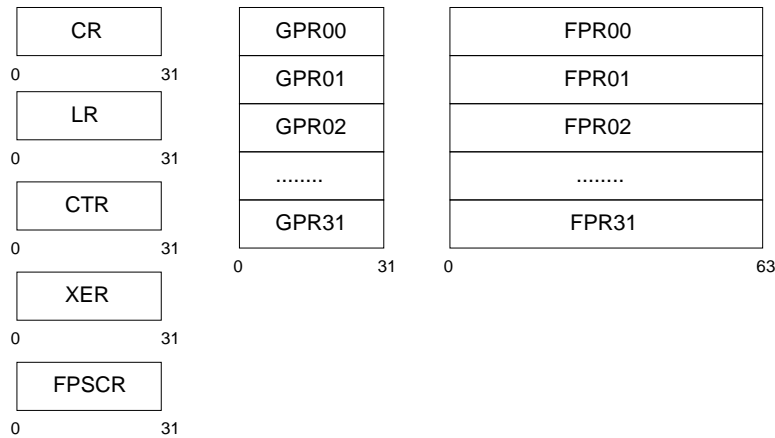 CR
0 31
LR
0 31
CTR
0 31
XER
0 31
FPSCR
0 31
GPR00
GPR01
GPR02
........
GPR31
0 31
FPR00
FPR01
FPR02
........
FPR31
0 63